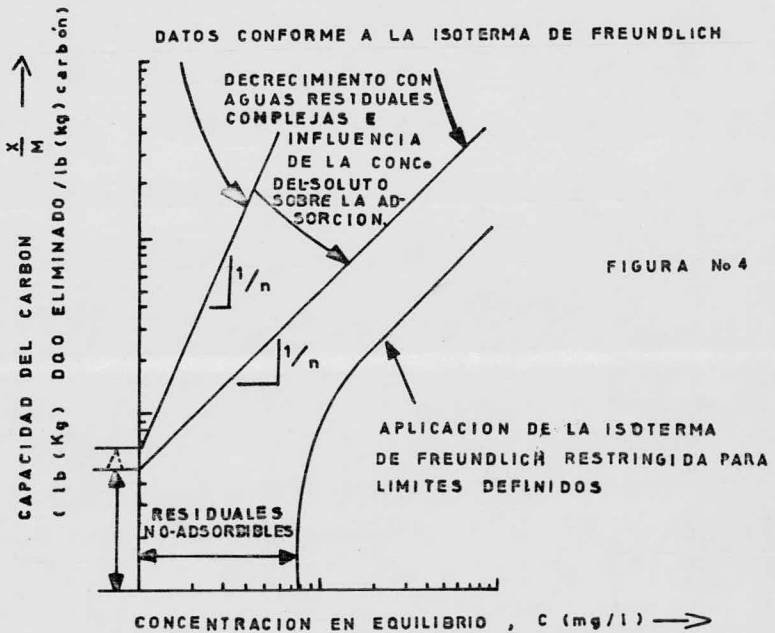 DATOS CONFORME A LA ISOTERMA DE FREUNDLICH
DECRECIMIENTO CON
AGUAS RESIDUALES
COMPLEJAS E
INFLUENCIA
DE LA CONC.
DEL SOLUTO
SOBRE LA AD-
SORCION.
1/n
1/n
FIGURA No 4
APLICACION DE LA ISOTERMA
DE FREUNDLICH RESTRINGIDA PARA
LIMITES DEFINIDOS
RESIDUALES
NO-ADSORBIBLES
CAPACIDAD DEL CARBON X/M
(lb (Kg) DQO ELIMINADO/lb (kg) carbón)
CONCENTRACION EN EQUILIBRIO , C (mg/l)